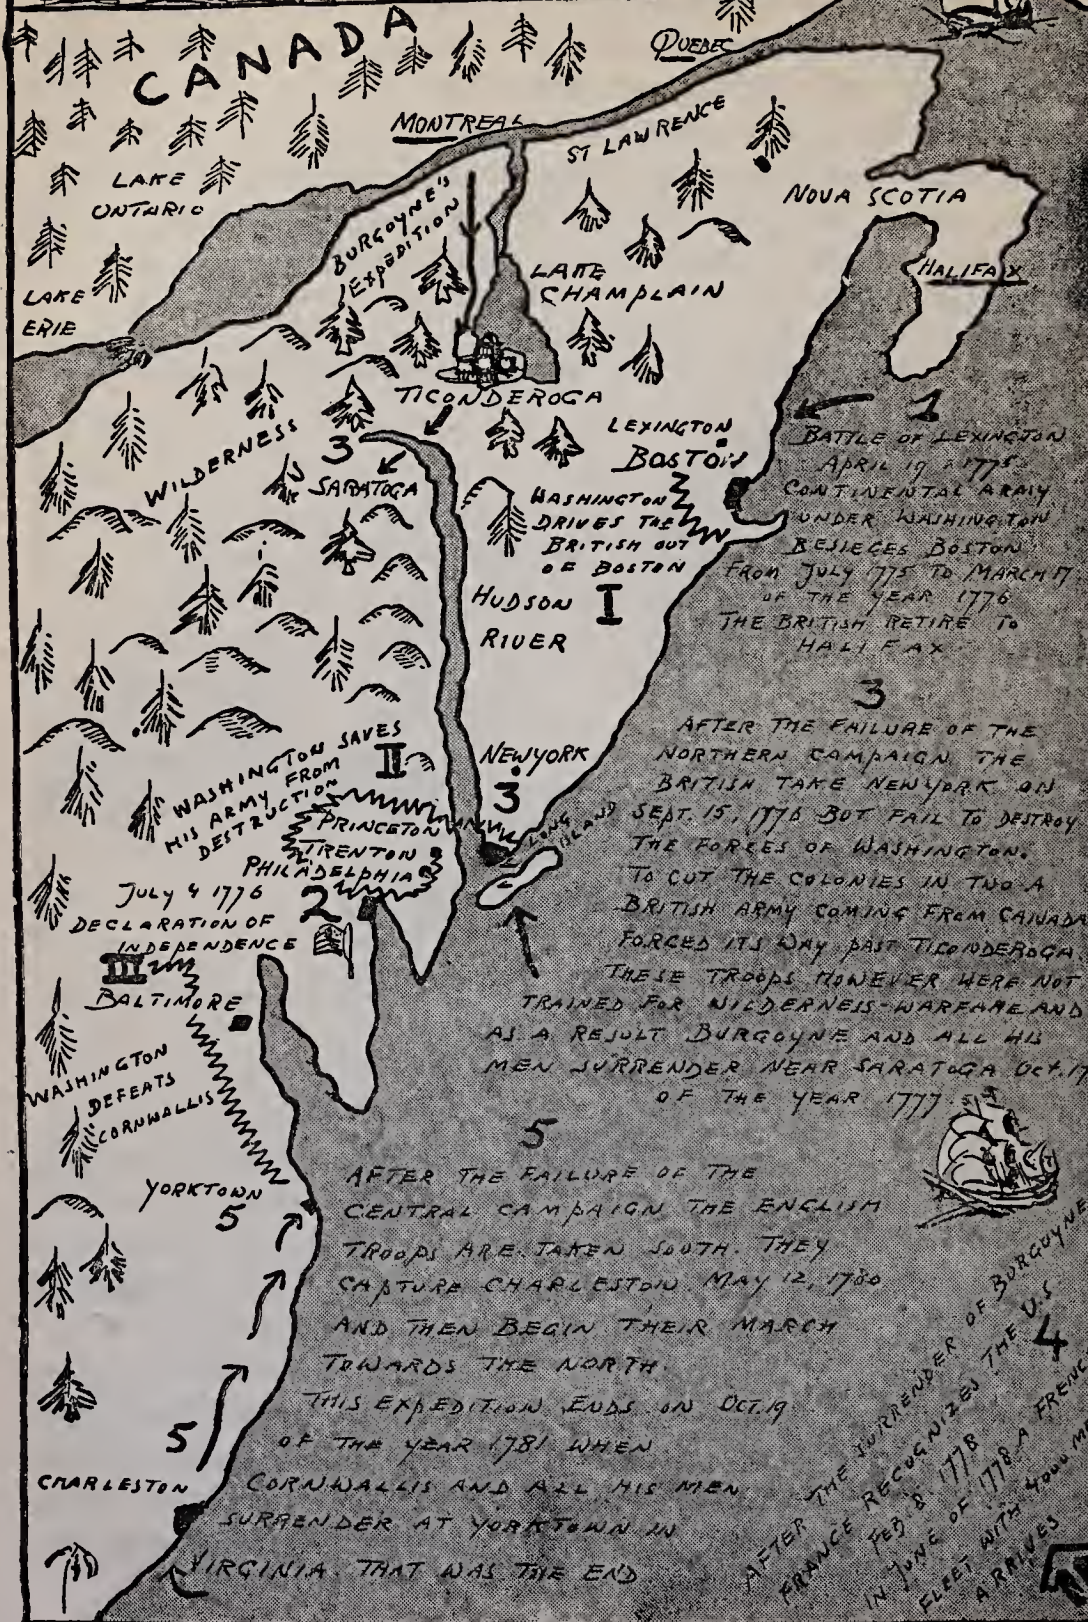 CANADA
QUEBEC
MONTREAL
ST LAWRENCE
LAKE
ONTARIO
NOVA SCOTIA
BURGOYNE'S
EXPEDITION
LAKE
CHAMPLAIN
HALIFAX
LAKE
ERIE
TICONDEROGA
WILDERNESS
3
SARATOGA
LEXINGTON
BOSTON
WASHINGTON
DRIVES THE
BRITISH OUT
OF BOSTON
I
HUDSON
RIVER
1
BATTLE OF LEXINGTON
APRIL 19 1775
CONTINENTAL ARMY
UNDER WASHINGTON
BESIEGES BOSTON
FROM JULY 1775 TO MARCH 17
OF THE YEAR 1776
THE BRITISH RETIRE TO
HALIFAX
WASHINGTON SAVES
HIS ARMY FROM
DESTRUCTION
II
NEWYORK
3
LONG
ISLAND
PRINCETON
TRENTON
PHILADELPHIA
2
JULY 4 1776
DECLARATION OF
INDEPENDENCE
III
BALTIMORE
WASHINGTON
DEFEATS
CORNWALLIS
YORKTOWN
5
3
AFTER THE FAILURE OF THE
NORTHERN CAMPAIGN THE
BRITISH TAKE NEWYORK ON
SEPT. 15, 1776 BUT FAIL TO DESTROY
THE FORCES OF WASHINGTON.
TO CUT THE COLONIES IN TWO A
BRITISH ARMY COMING FROM CANADA
FORCED ITS WAY PAST TICONDEROGA.
THESE TROOPS HOWEVER WERE NOT
TRAINED FOR WILDERNESS-WARFARE AND
AS A RESULT BURGOYNE AND ALL HIS
MEN SURRENDER NEAR SARATOGA OCT. 17
OF THE YEAR 1777
5
AFTER THE FAILURE OF THE
CENTRAL CAMPAIGN THE ENGLISH
TROOPS ARE TAKEN SOUTH. THEY
CAPTURE CHARLESTON MAY 12, 1780
AND THEN BEGIN THEIR MARCH
TOWARDS THE NORTH.
THIS EXPEDITION ENDS ON OCT. 19
OF THE YEAR 1781 WHEN
CORNWALLIS AND ALL HIS MEN
SURRENDER AT YORKTOWN IN
VIRGINIA. THAT WAS THE END
5
CHARLESTON
4
AFTER THE SURRENDER OF BURGOYNE
FRANCE RECOGNIZES THE U.S
FEB. 8. 1778
IN JUNE OF 1778 A FRENCH
FLEET WITH 4000
ARRIVES